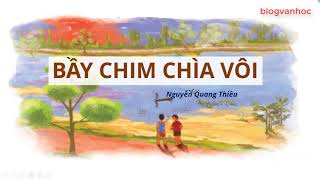 blogvanhoc
BẦY CHIM CHÌA VÔI
Nguyễn Quang Thiều